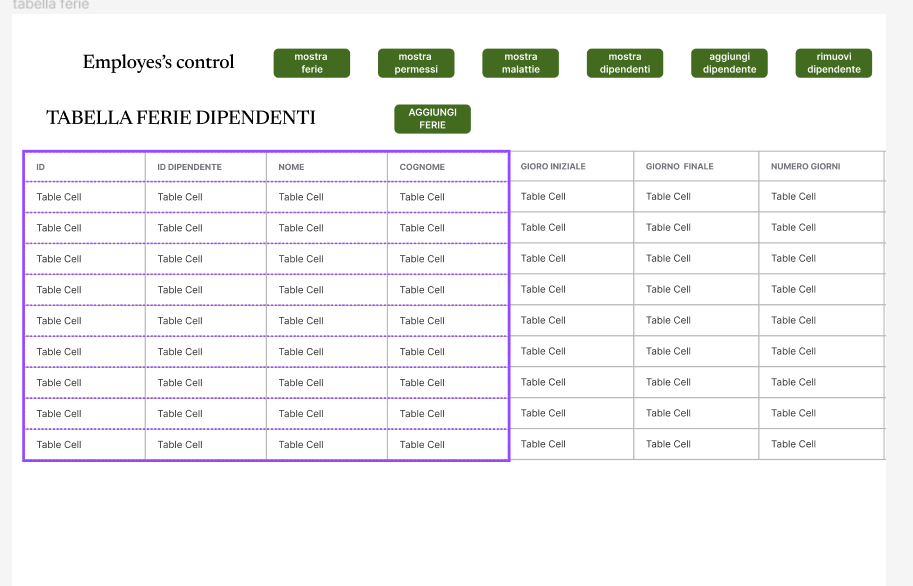 tabella ferie
Employes's control
mostra
ferie
mostra
permessi
mostra
malattie
mostra
dipendenti
aggiungi
dipendente
rimuovi
dipendente
TABELLA FERIE DIPENDENTI
AGGIUNGI
FERIE
ID ID DIPENDENTE NOME COGNOME GIORO INIZIALE GIORNO FINALE NUMERO GIORNI
Table Cell Table Cell Table Cell Table Cell Table Cell Table Cell Table Cell
Table Cell Table Cell Table Cell Table Cell Table Cell Table Cell Table Cell
Table Cell Table Cell Table Cell Table Cell Table Cell Table Cell Table Cell
Table Cell Table Cell Table Cell Table Cell Table Cell Table Cell Table Cell
Table Cell Table Cell Table Cell Table Cell Table Cell Table Cell Table Cell
Table Cell Table Cell Table Cell Table Cell Table Cell Table Cell Table Cell
Table Cell Table Cell Table Cell Table Cell Table Cell Table Cell Table Cell
Table Cell Table Cell Table Cell Table Cell Table Cell Table Cell Table Cell
Table Cell Table Cell Table Cell Table Cell Table Cell Table Cell Table Cell